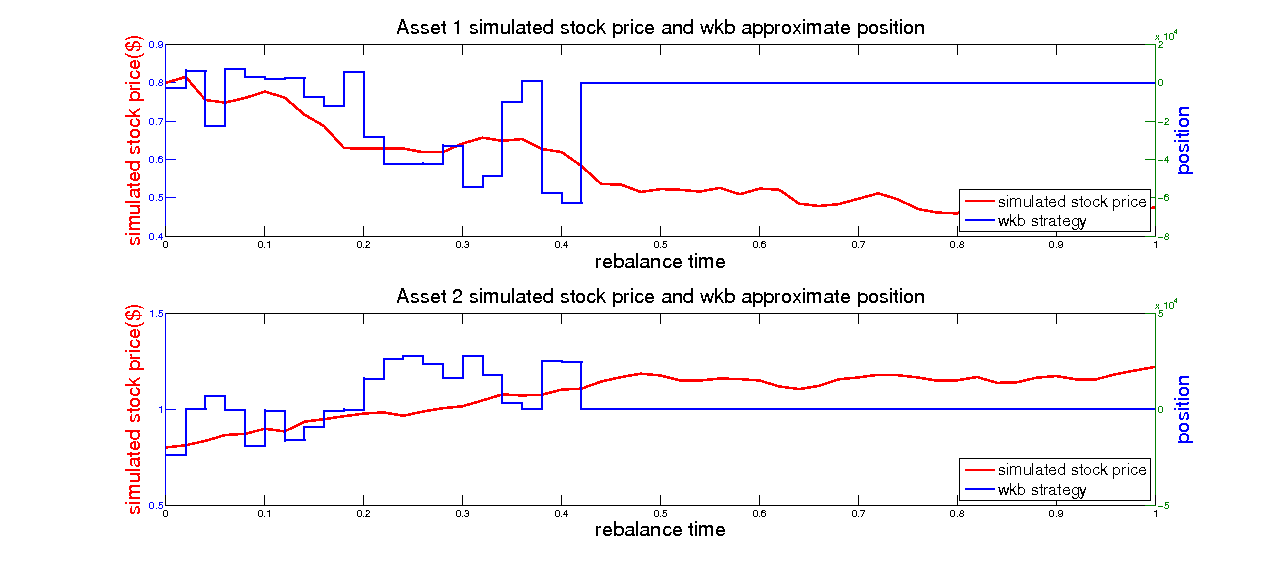 Asset 1 simulated stock price and wkb approximate position
x 10^4
simulated stock price($)
0.9
0.8
0.7
0.6
0.5
0.4
2
0
−2
−4
−6
−8
position
simulated stock price
wkb strategy
0 0.1 0.2 0.3 0.4 0.5 0.6 0.7 0.8 0.9 1
rebalance time
Asset 2 simulated stock price and wkb approximate position
x 10^4
simulated stock price($)
1.5
1
0.5
5
0
−5
position
simulated stock price
wkb strategy
0 0.1 0.2 0.3 0.4 0.5 0.6 0.7 0.8 0.9 1
rebalance time